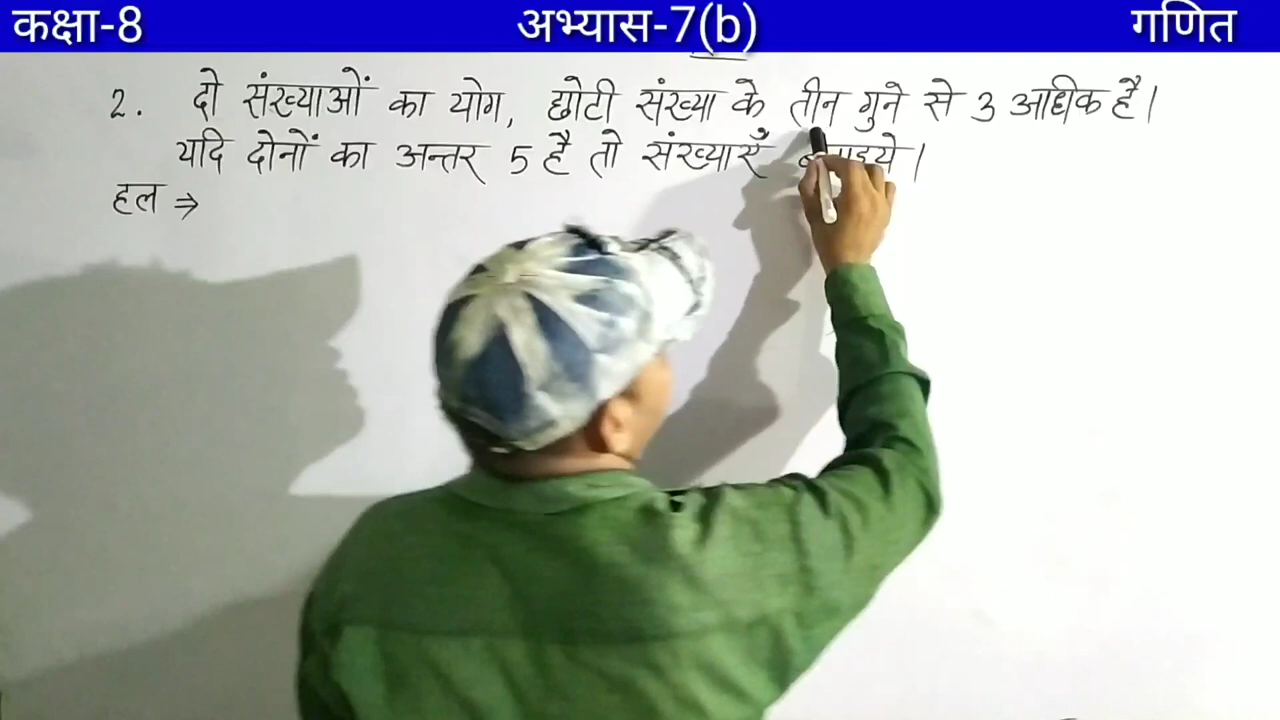 कक्षा-8 अभ्यास-7(b) गणित
2. दो संख्याओं का योग, छोटी संख्या के तीन गुने से 3 अधिक है।
यदि दोनों का अन्तर 5 है तो संख्याएँ ।
हल ⇒